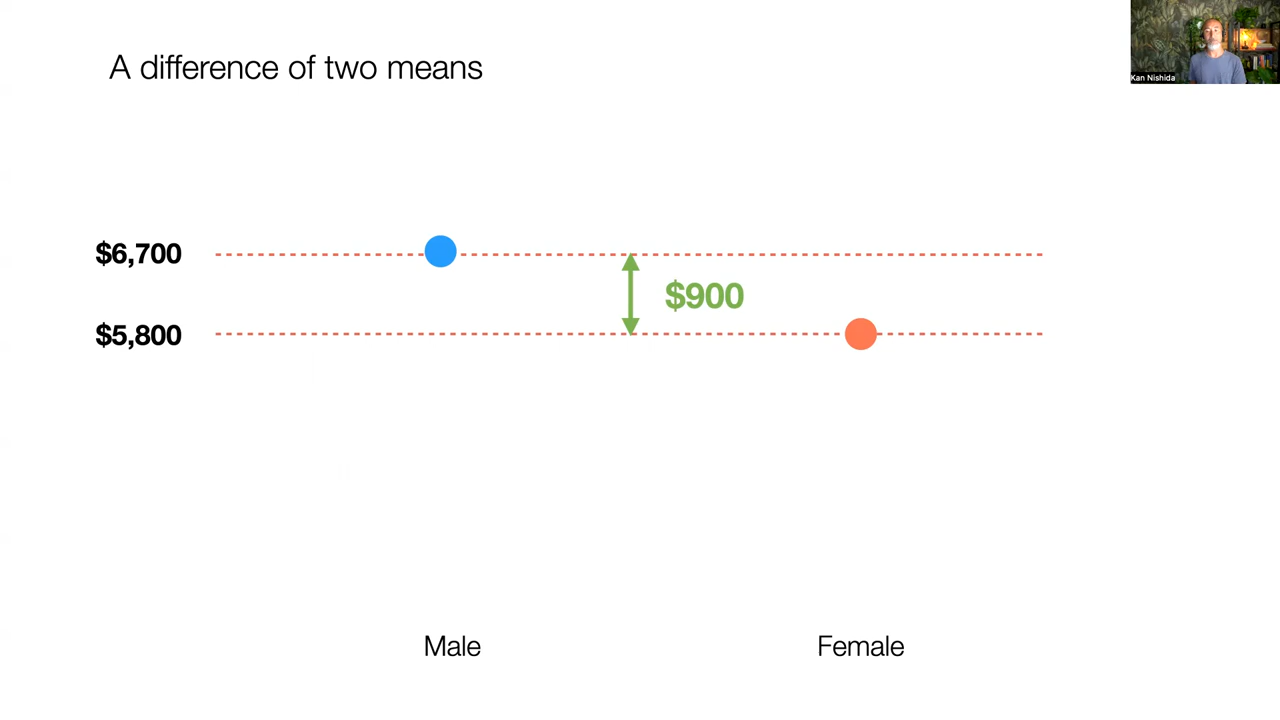 A difference of two means
Kan Nishida
$6,700
$900
$5,800
Male
Female